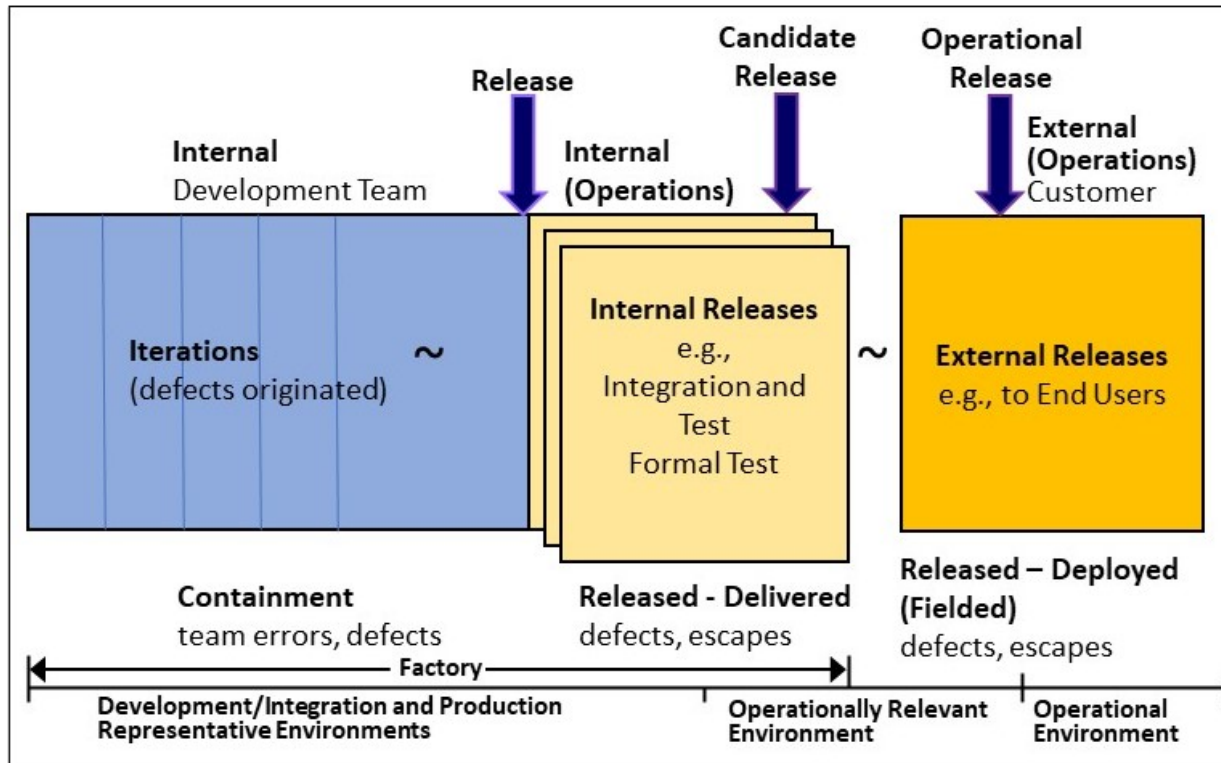 Release
Candidate
Release
Operational
Release
Internal
Development Team
Internal
(Operations)
External
(Operations)
Customer
Iterations
(defects originated)
~
Internal Releases
e.g.,
Integration and
Test
Formal Test
~
External Releases
e.g., to End Users
Containment
team errors, defects
Released - Delivered
defects, escapes
Released – Deployed
(Fielded)
defects, escapes
Factory
Development/Integration and Production
Representative Environments
Operationally Relevant
Environment
Operational
Environment